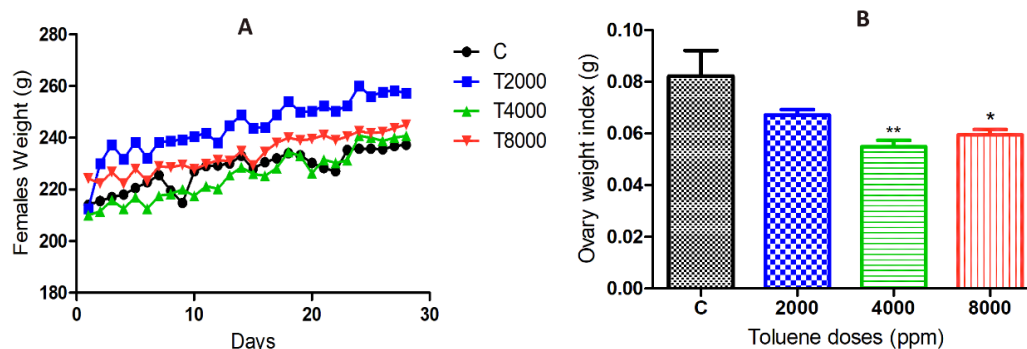 A
Females Weight (g)
280
260
240
220
200
180
0
10
20
30
Days
C
T2000
T4000
T8000
B
Ovary weight index (g)
0.10
0.08
0.06
0.04
0.02
0.00
**
*
C
2000
4000
8000
Toluene doses (ppm)